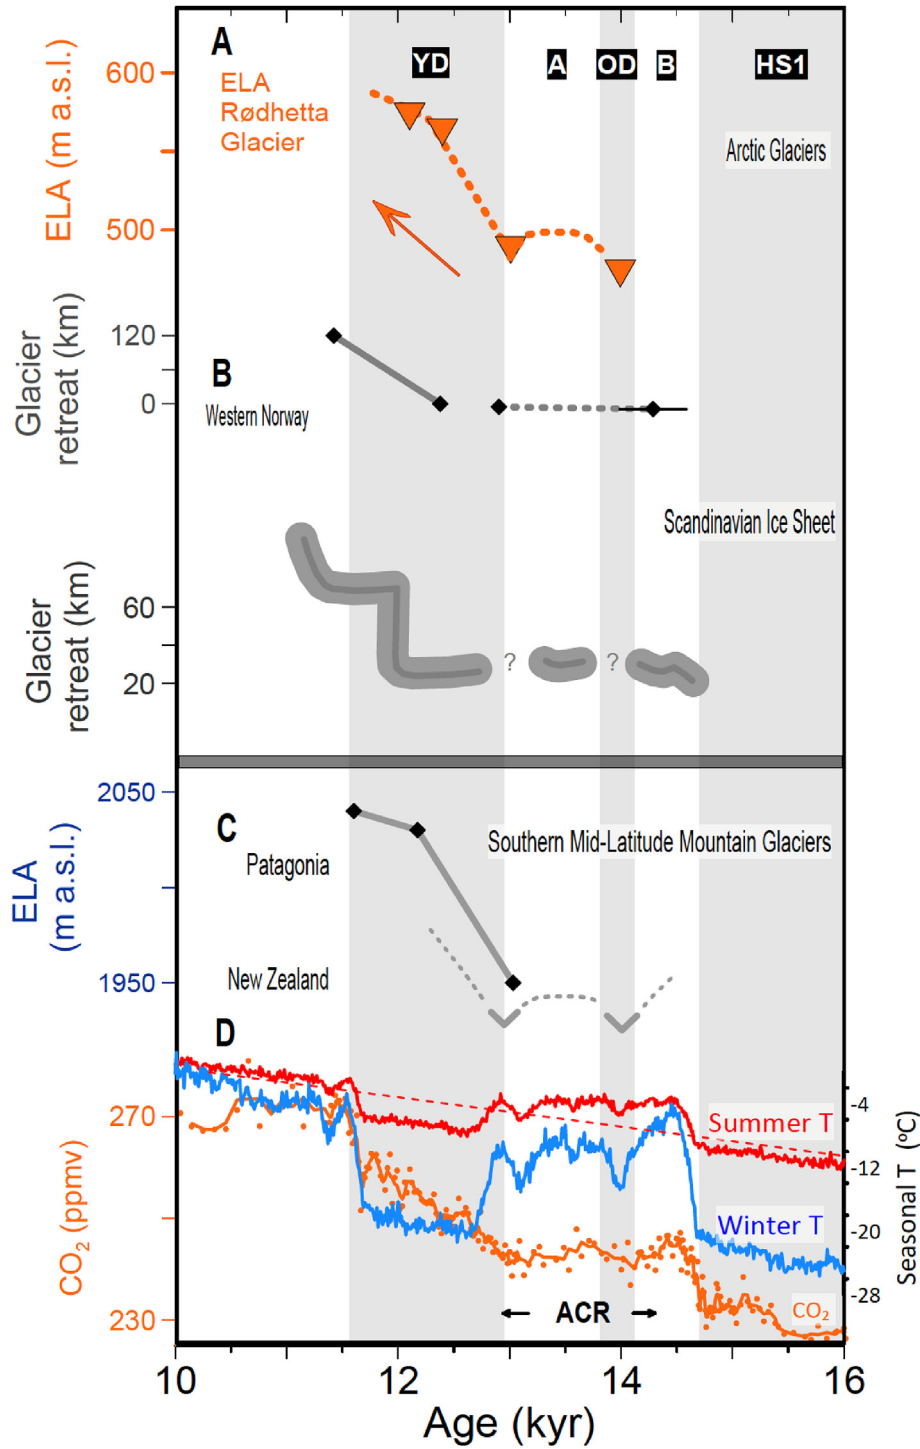 A
YD
A
OD
B
HS1
ELA
Rødhetta
Glacier
Arctic Glaciers
ELA (m a.s.l.)
600
500
Glacier
retreat (km)
120
0
B
Western Norway
Scandinavian Ice Sheet
Glacier
retreat (km)
60
20
?
?
ELA
(m a.s.l.)
2050
1950
C
Southern Mid-Latitude Mountain Glaciers
Patagonia
New Zealand
D
CO₂ (ppmv)
270
230
Summer T
Winter T
CO₂
ACR
-4
-12
-20
-28
Seasonal T (ºC)
10
12
14
16
Age (kyr)